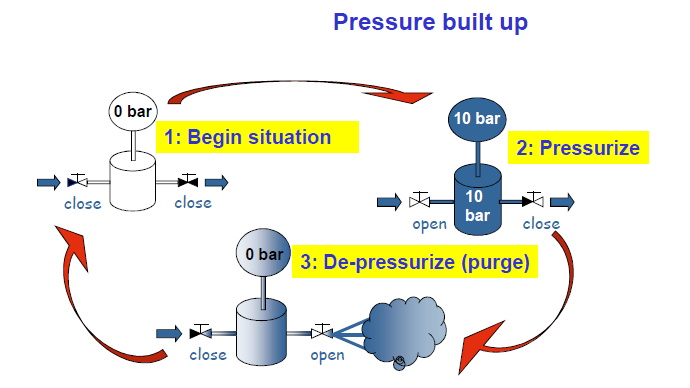 Pressure built up
0 bar
1: Begin situation
close
close
10 bar
2: Pressurize
10
bar
open
close
0 bar
3: De-pressurize (purge)
close
open